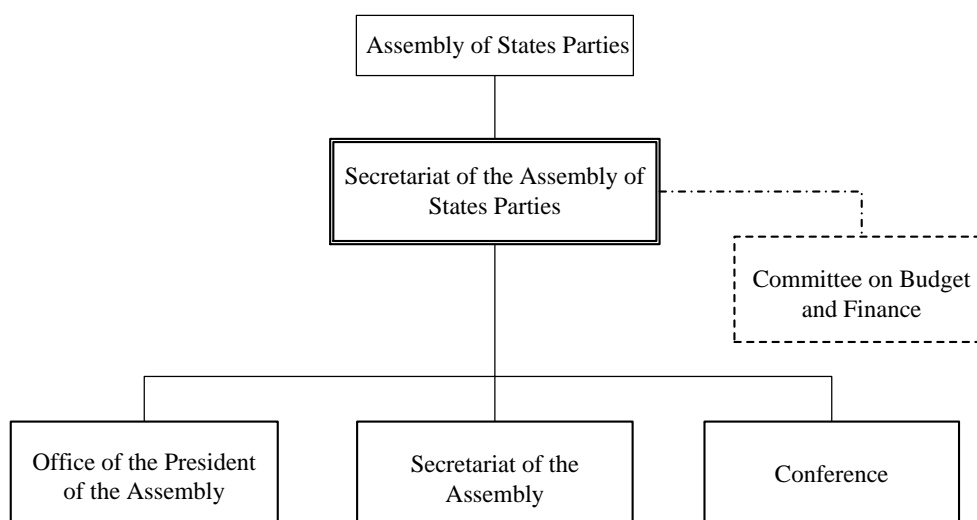 Assembly of States Parties
Secretariat of the Assembly of
States Parties
Committee on Budget
and Finance
Office of the President
of the Assembly
Secretariat of the
Assembly
Conference